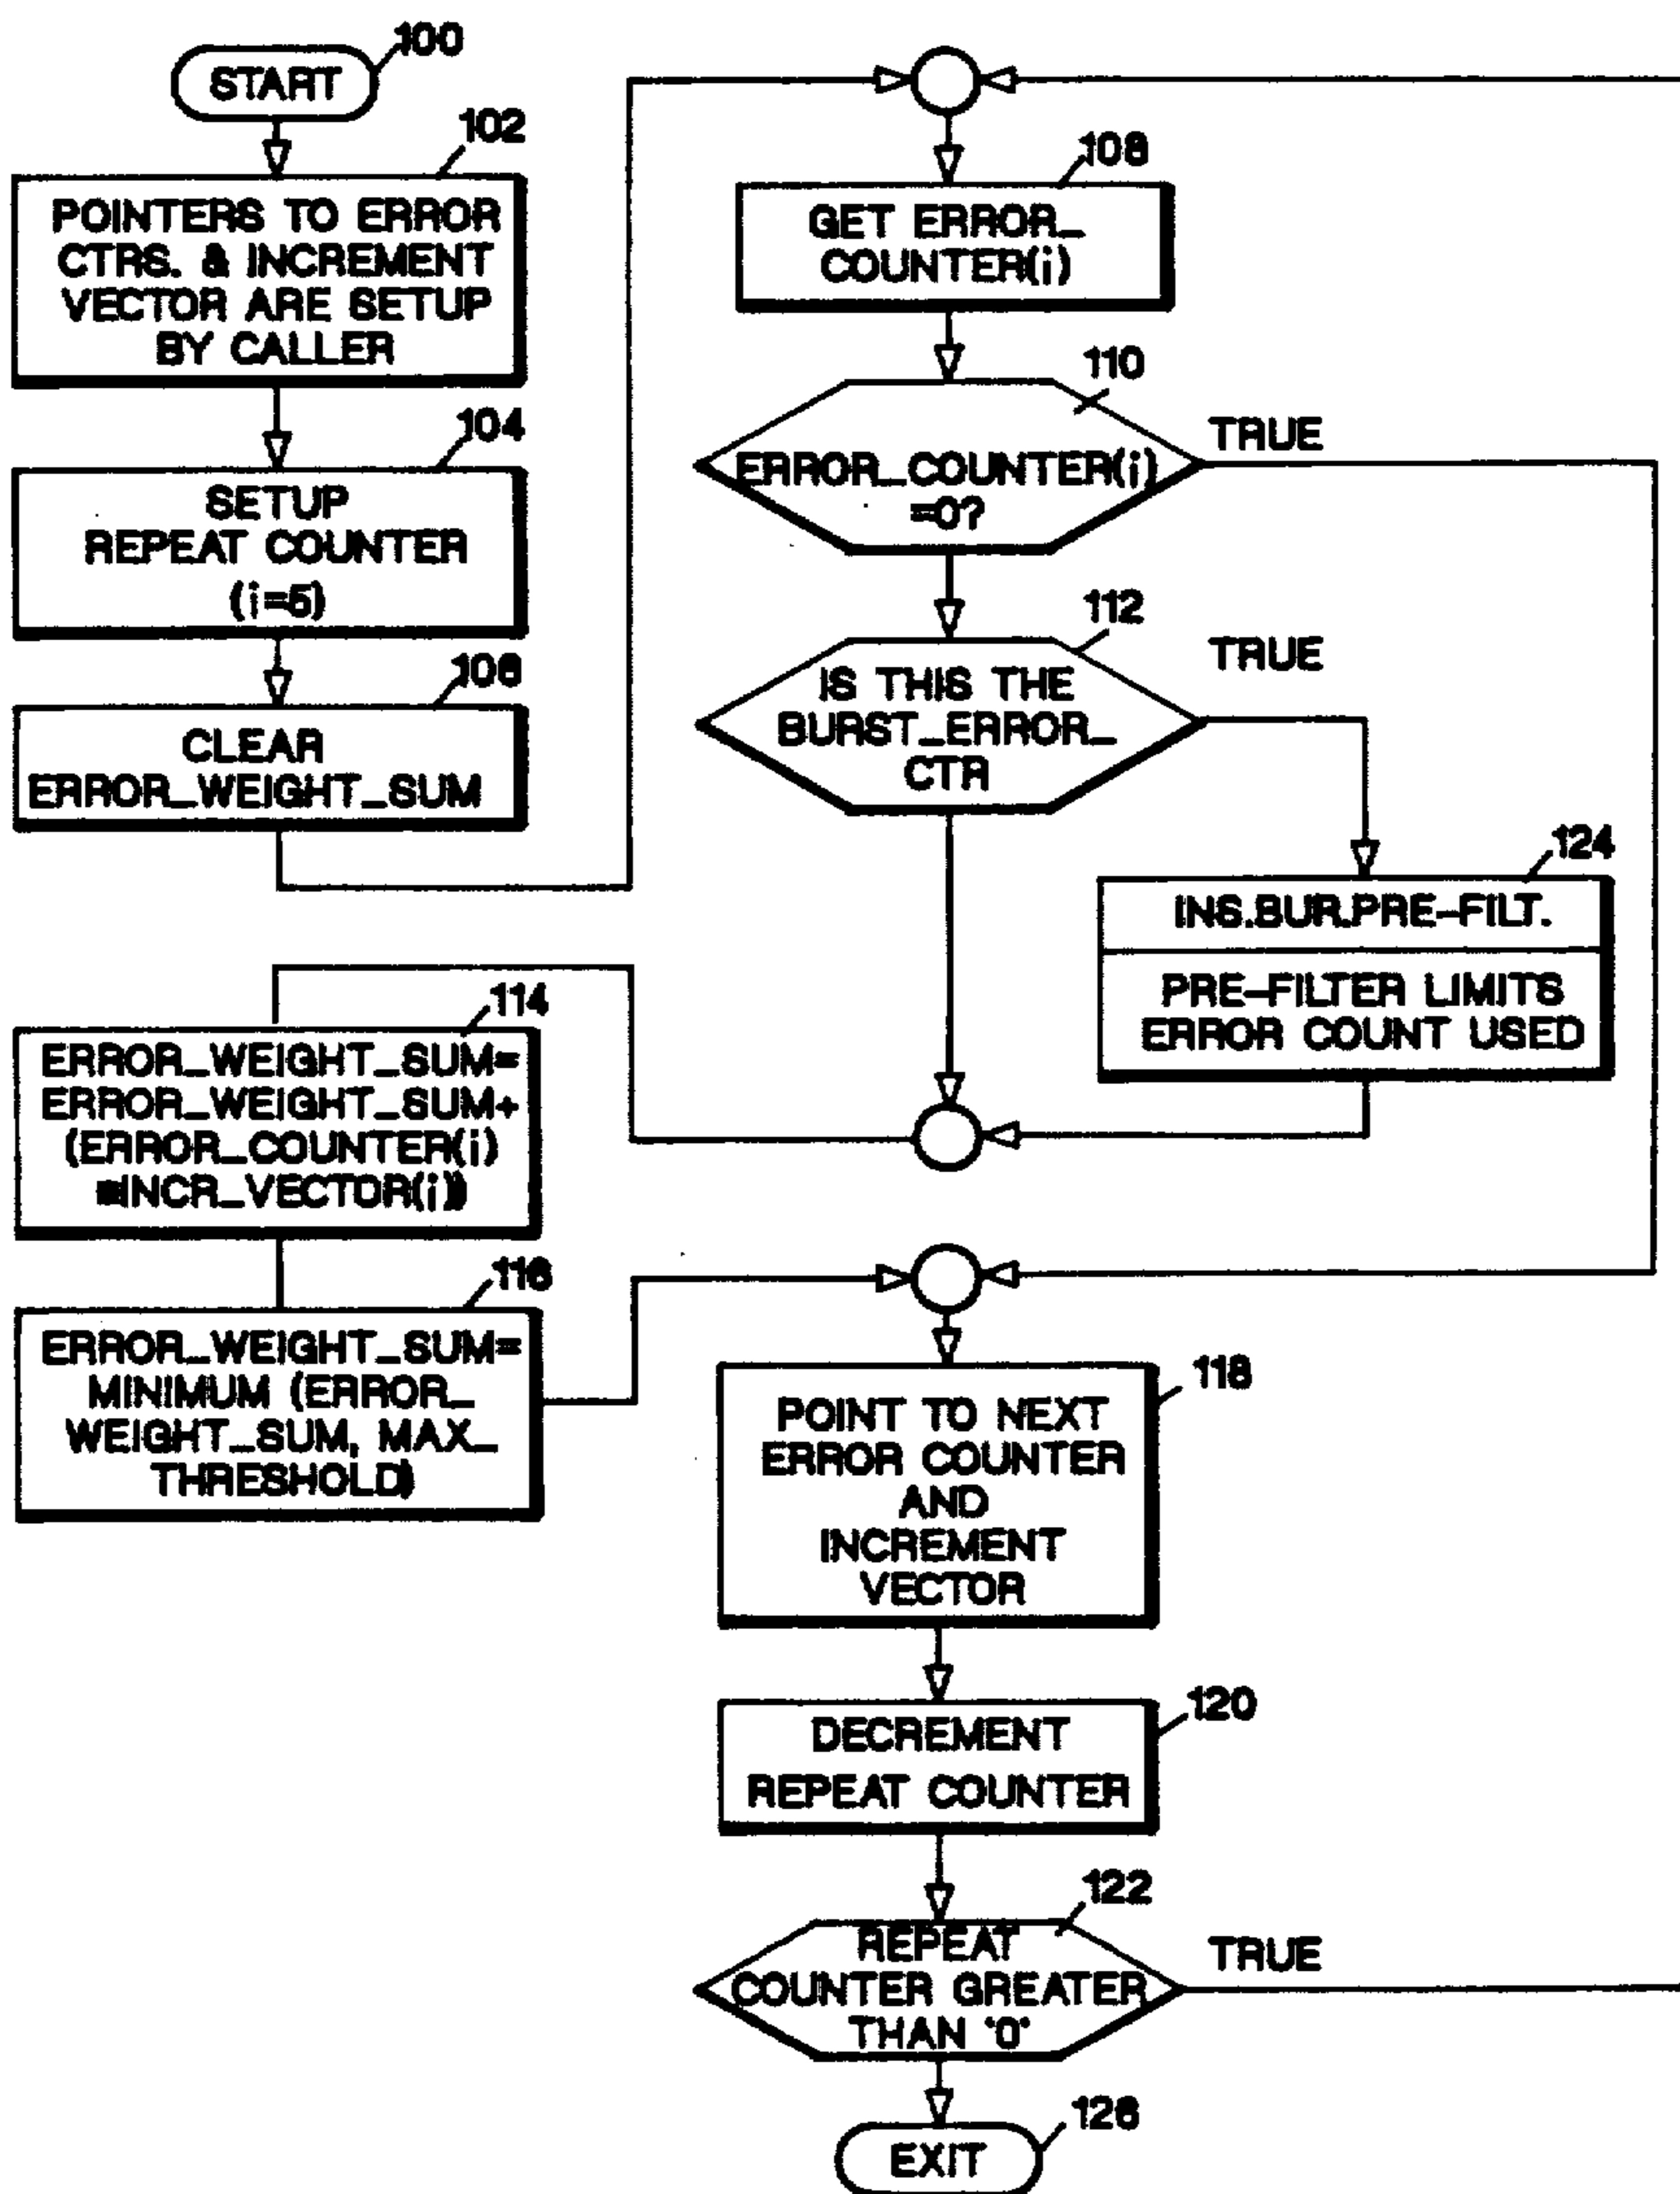 100
START
102
POINTERS TO ERROR
CTRS. & INCREMENT
VECTOR ARE SETUP
BY CALLER
104
SETUP
REPEAT COUNTER
(i=5)
106
CLEAR
ERROR_WEIGHT_SUM
108
GET ERROR_
COUNTER(i)
110
TRUE
ERROR_COUNTER(i)
=0?
112
TRUE
IS THIS THE
BURST_ERROR_
CTR
124
INS.BUR.PRE-FILT.
PRE-FILTER LIMITS
ERROR COUNT USED
114
ERROR_WEIGHT_SUM=
ERROR_WEIGHT_SUM+
(ERROR_COUNTER(i)
*INCR_VECTOR(i))
116
ERROR_WEIGHT_SUM=
MINIMUM (ERROR_
WEIGHT_SUM, MAX_
THRESHOLD)
118
POINT TO NEXT
ERROR COUNTER
AND
INCREMENT
VECTOR
120
DECREMENT
REPEAT COUNTER
122
REPEAT
COUNTER GREATER
THAN '0'
TRUE
126
EXIT